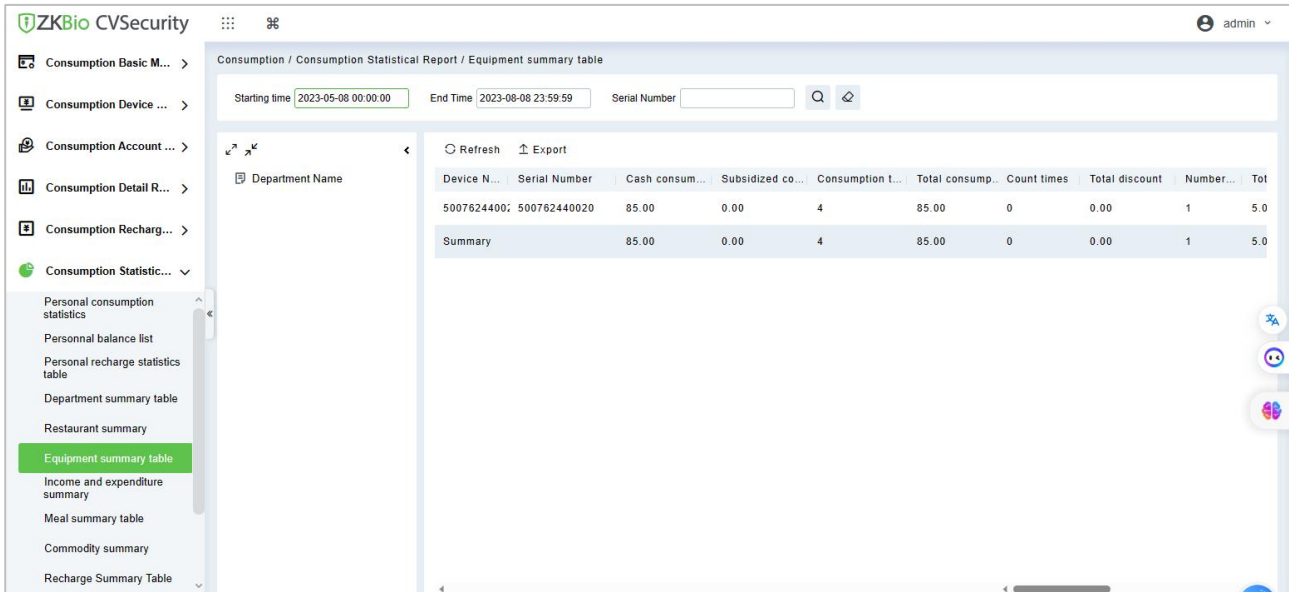 ZKBio CVSecurity
admin
Consumption Basic M...
Consumption Device ...
Consumption Account ...
Consumption Detail R...
Consumption Recharg...
Consumption Statistic...
Personal consumption
statistics
Personnal balance list
Personal recharge statistics
table
Department summary table
Restaurant summary
Equipment summary table
Income and expenditure
summary
Meal summary table
Commodity summary
Recharge Summary Table
Consumption / Consumption Statistical Report / Equipment summary table
Starting time 2023-05-08 00:00:00 End Time 2023-08-08 23:59:59 Serial Number
Department Name
Refresh Export
Device N... Serial Number Cash consum... Subsidized co... Consumption t... Total consump... Count times Total discount Number... Tot
50076244002 500762440020 85.00 0.00 4 85.00 0 0.00 1 5.0
Summary 85.00 0.00 4 85.00 0 0.00 1 5.0